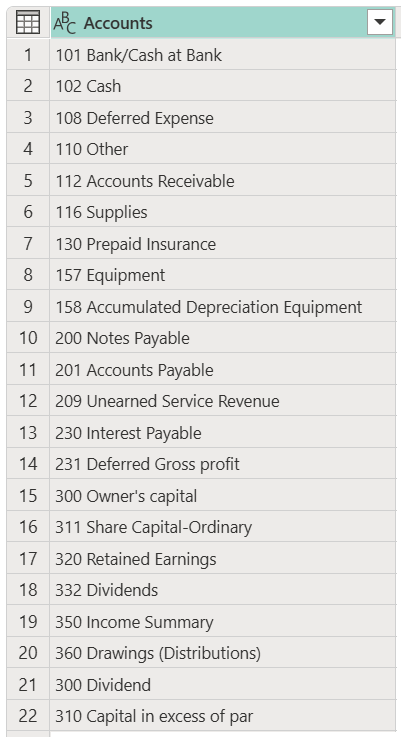 ABC Accounts
1 101 Bank/Cash at Bank
2 102 Cash
3 108 Deferred Expense
4 110 Other
5 112 Accounts Receivable
6 116 Supplies
7 130 Prepaid Insurance
8 157 Equipment
9 158 Accumulated Depreciation Equipment
10 200 Notes Payable
11 201 Accounts Payable
12 209 Unearned Service Revenue
13 230 Interest Payable
14 231 Deferred Gross profit
15 300 Owner's capital
16 311 Share Capital-Ordinary
17 320 Retained Earnings
18 332 Dividends
19 350 Income Summary
20 360 Drawings (Distributions)
21 300 Dividend
22 310 Capital in excess of par